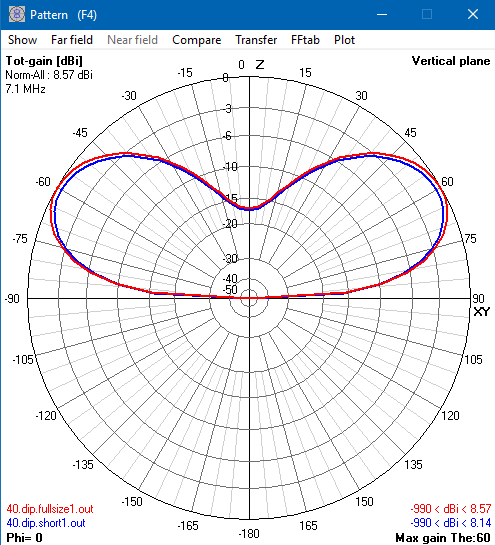 Pattern (F4)
Show Far field Near field Compare Transfer FFtab Plot
Tot-gain [dBi]
Norm-All : 8.57 dBi
7.1 MHz
Vertical plane
0 Z
-15
15
-30
30
-45
45
-60
60
-75
75
-90
90
XY
-105
105
-120
120
-135
135
-150
150
-165
165
-180
0
-3
-6
-10
-15
-20
-30
-40
-50
40.dip.fullsize1.out
40.dip.short1.out
Phi= 0
-990 < dBi < 8.57
-990 < dBi < 8.14
Max gain The:60